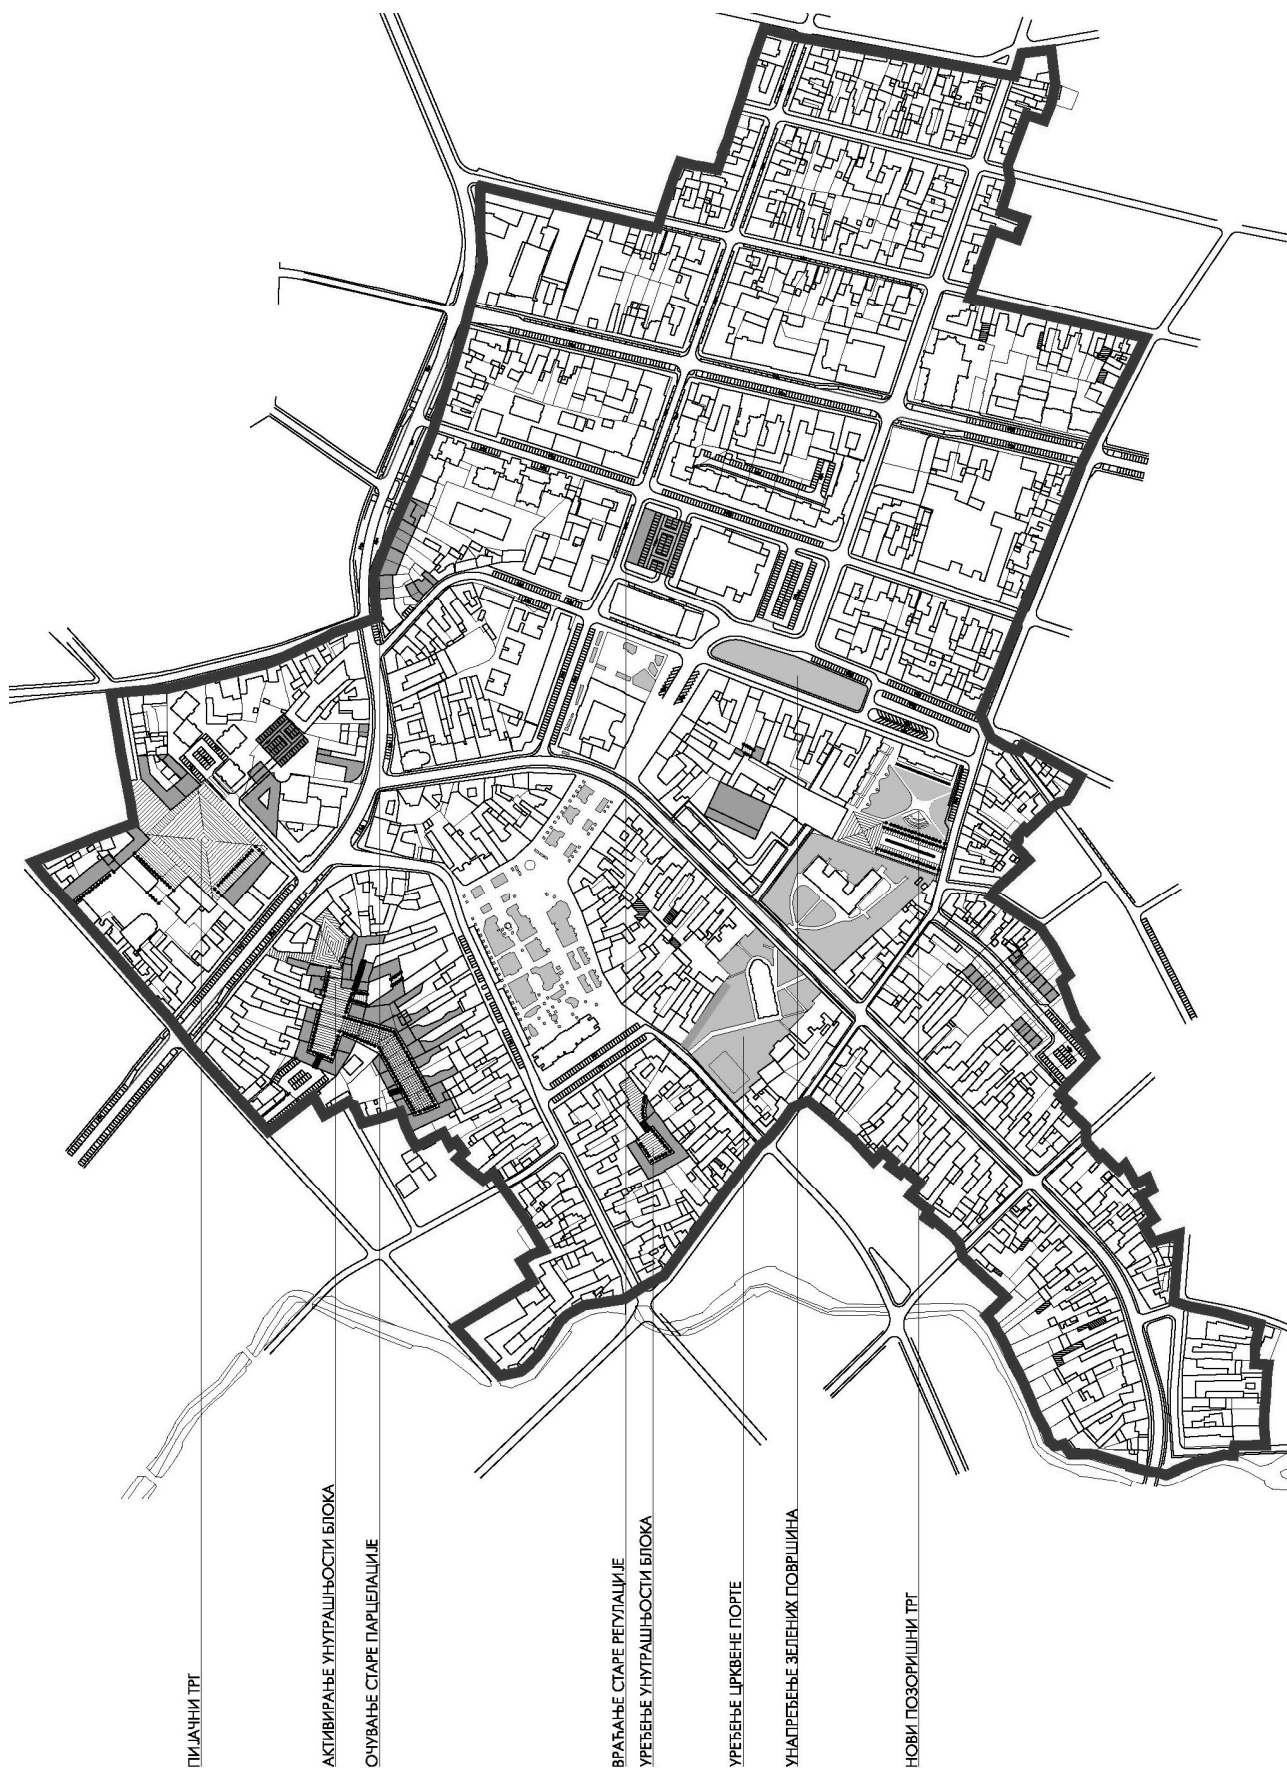 ПИЈАЧНИ ТРГ
АКТИВИРАЊЕ УНУТРАШЊОСТИ БЛОКА
ОЧУВАЊЕ СТАРЕ ПАРЦЕЛАЦИЈЕ
ВРАЋАЊЕ СТАРЕ РЕГУЛАЦИЈЕ
УРЕЂЕЊЕ УНУТРАШЊОСТИ БЛОКА
УРЕЂЕЊЕ ЦРКВЕНЕ ПОРТЕ
УНАПРЕЂЕЊЕ ЗЕЛЕНИХ ПОВРШИНА
НОВИ ПОЗОРИШНИ ТРГ